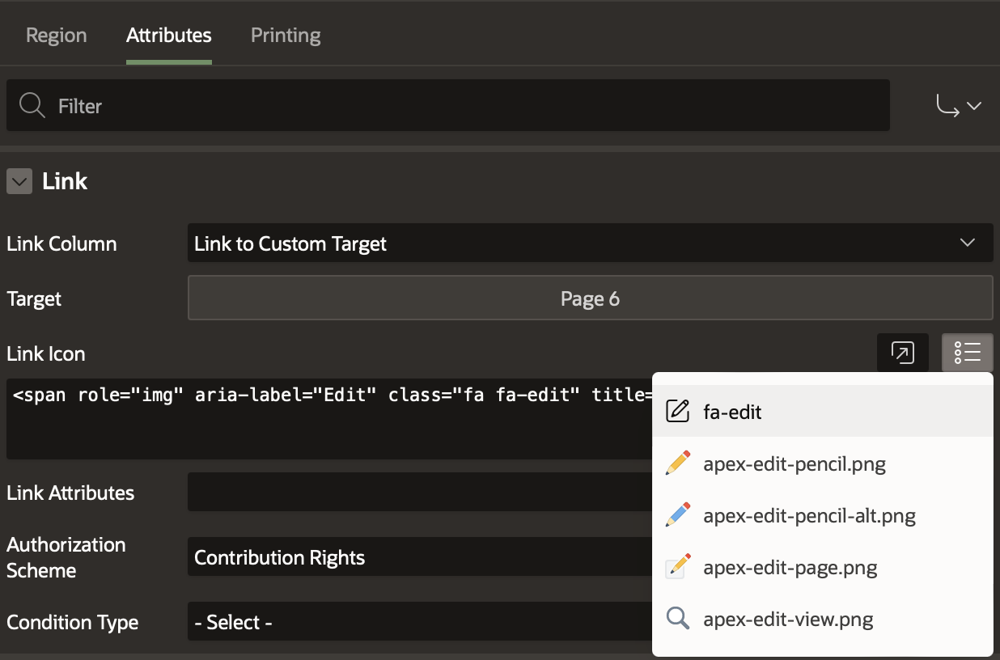 Region Attributes Printing
Filter
Link
Link Column Link to Custom Target
Target Page 6
Link Icon
<span role="img" aria-label="Edit" class="fa fa-edit" title=
fa-edit
apex-edit-pencil.png
Link Attributes
apex-edit-pencil-alt.png
Authorization
Scheme
Contribution Rights
apex-edit-page.png
Condition Type - Select -
apex-edit-view.png